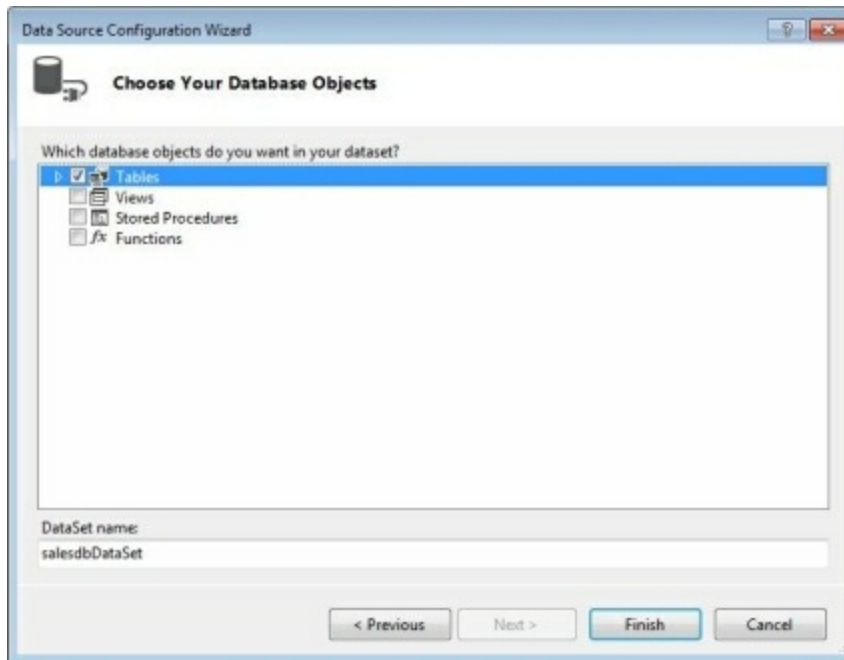 Data Source Configuration Wizard
Choose Your Database Objects
Which database objects do you want in your dataset?
Tables
Views
Stored Procedures
fx Functions
DataSet name:
salesdbDataSet
< Previous Next > Finish Cancel